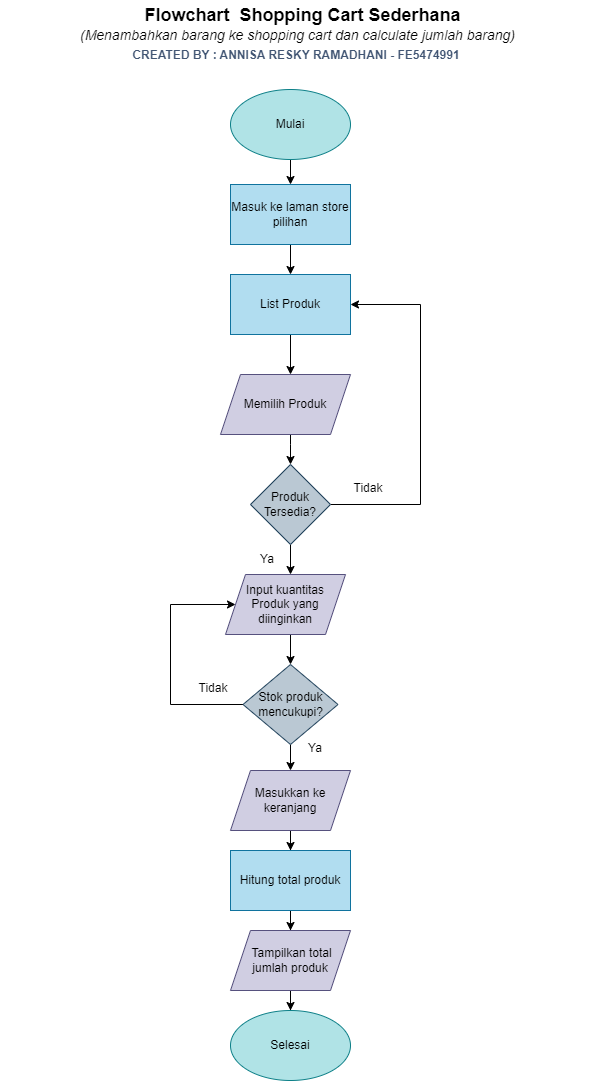 Flowchart  Shopping Cart Sederhana
(Menambahkan barang ke shopping cart dan calculate jumlah barang)
CREATED BY : ANNISA RESKY RAMADHANI - FE5474991
Mulai
Masuk ke laman store
pilihan
List Produk
Memilih Produk
Produk
Tersedia?
Tidak
Ya
Input kuantitas
Produk yang
diinginkan
Tidak
Stok produk
mencukupi?
Ya
Masukkan ke
keranjang
Hitung total produk
Tampilkan total
jumlah produk
Selesai